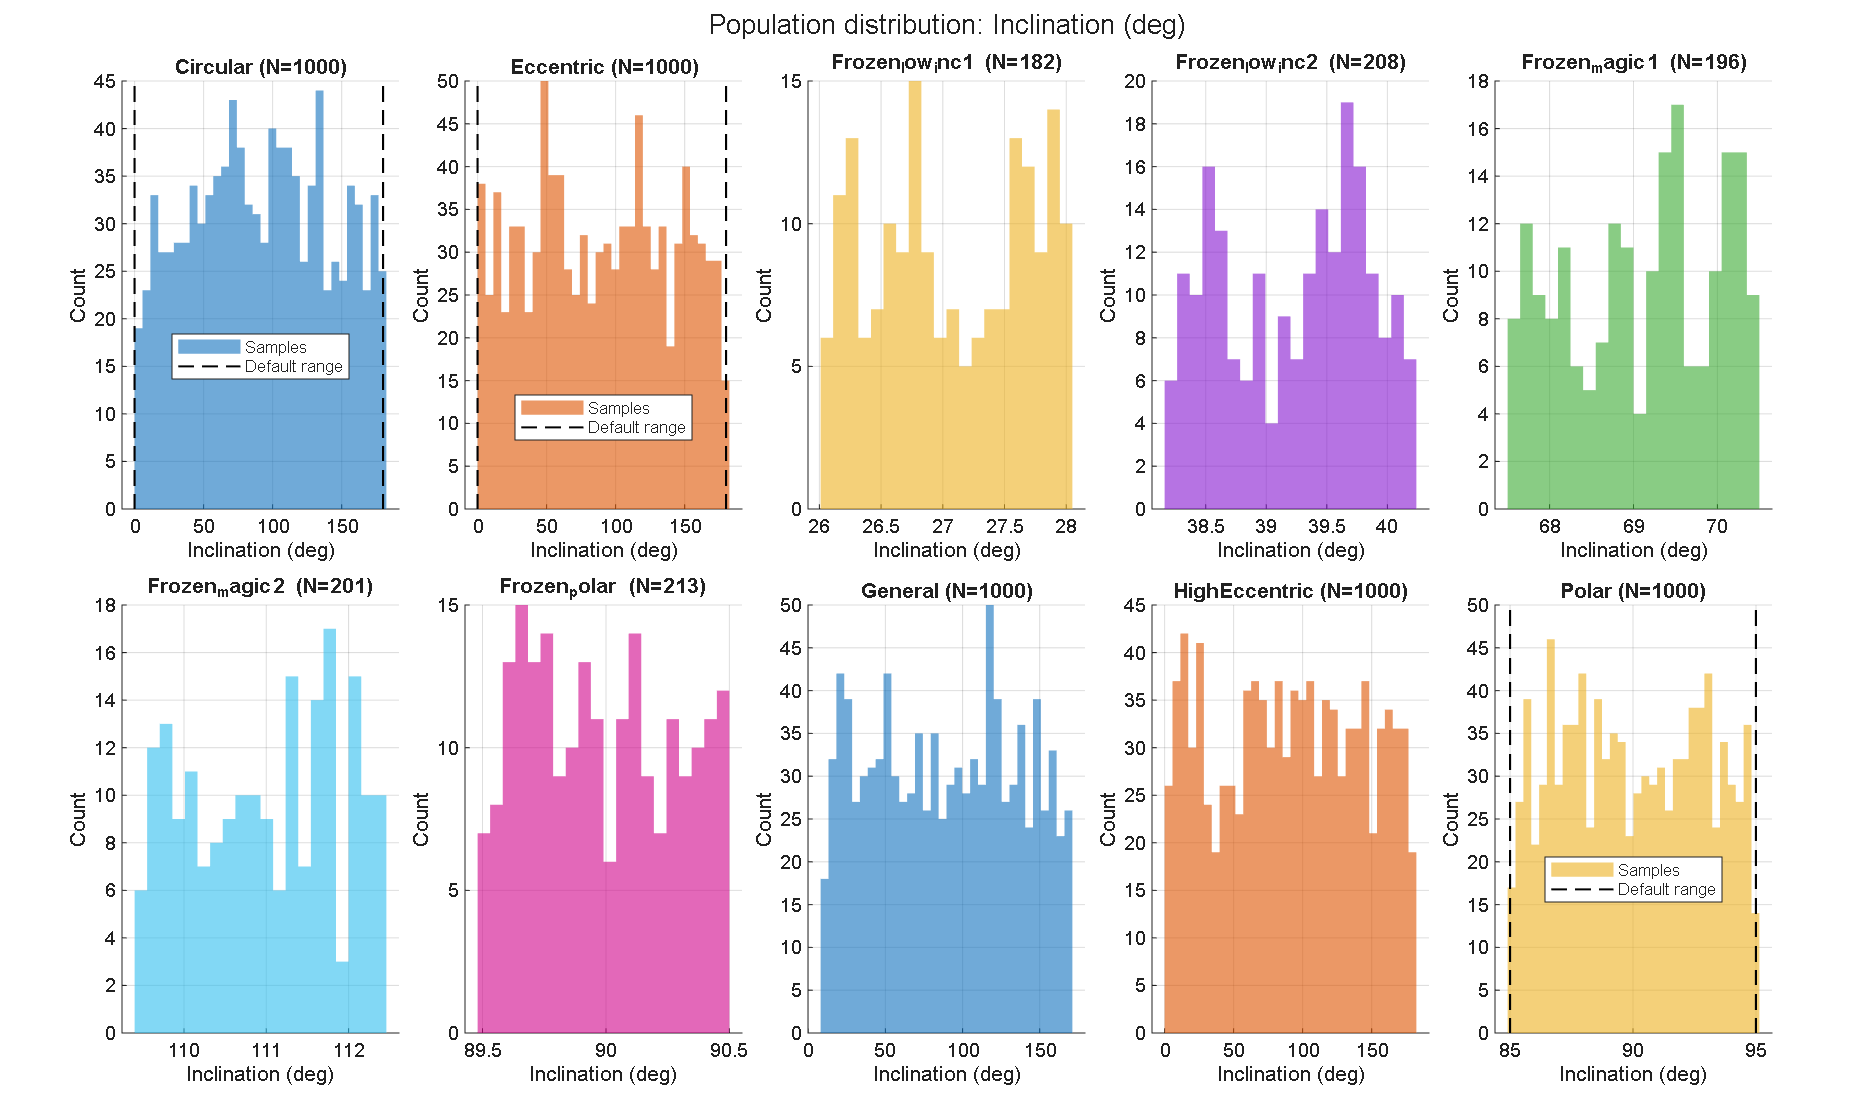 Population distribution: Inclination (deg)
Circular (N=1000)
45
40
35
30
25
20
15
10
5
0
Count
Samples
Default range
0 50 100 150
Inclination (deg)
Eccentric (N=1000)
50
45
40
35
30
25
20
15
10
5
0
Count
Samples
Default range
0 50 100 150
Inclination (deg)
Frozenlowinc1 (N=182)
15
10
5
0
Count
26 26.5 27 27.5 28
Inclination (deg)
Frozenlowinc2 (N=208)
20
18
16
14
12
10
8
6
4
2
0
Count
38.5 39 39.5 40
Inclination (deg)
Frozenmagic1 (N=196)
18
16
14
12
10
8
6
4
2
0
Count
68 69 70
Inclination (deg)
Frozenmagic2 (N=201)
18
16
14
12
10
8
6
4
2
0
Count
110 111 112
Inclination (deg)
Frozenpolar (N=213)
15
10
5
0
Count
89.5 90 90.5
Inclination (deg)
General (N=1000)
50
45
40
35
30
25
20
15
10
5
0
Count
0 50 100 150
Inclination (deg)
HighEccentric (N=1000)
45
40
35
30
25
20
15
10
5
0
Count
0 50 100 150
Inclination (deg)
Polar (N=1000)
50
45
40
35
30
25
20
15
10
5
0
Count
Samples
Default range
85 90 95
Inclination (deg)